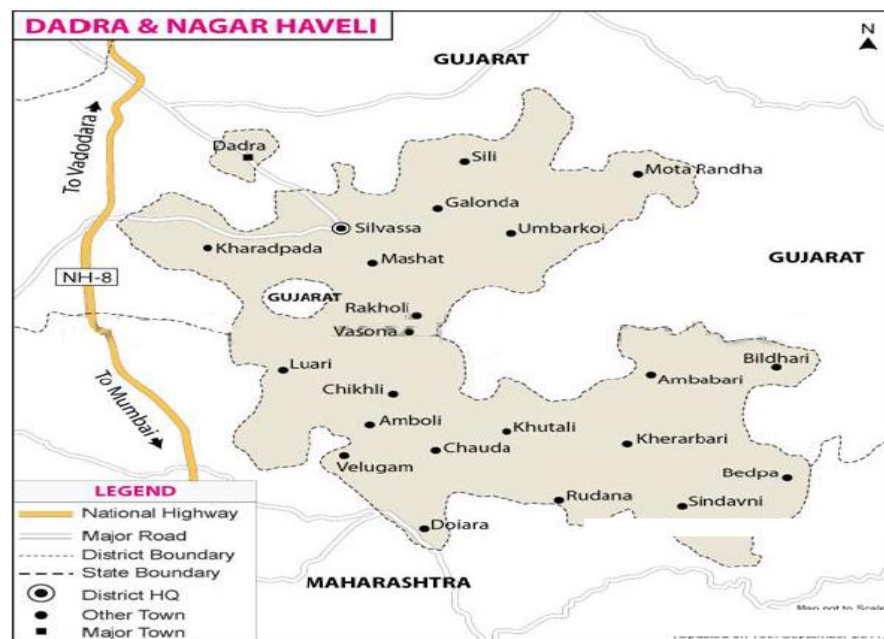 DADRA & NAGAR HAVELI
N
GUJARAT
To Vadodara
Dadra
Sili
Mota Randha
Galonda
Silvassa
Umbarkoi
Kharadpada
Mashat
GUJARAT
NH-8
GUJARAT
Rakholi
Vasona
Luari
Bildhari
Ambabari
To Mumbai
Chikhli
Amboli
Khutali
Chauda
Kherarbari
Velugam
Bedpa
Rudana
Sindavni
Doiara
MAHARASHTRA
LEGEND
National Highway
Major Road
District Boundary
State Boundary
District HQ
Other Town
Major Town
Map not to Scale